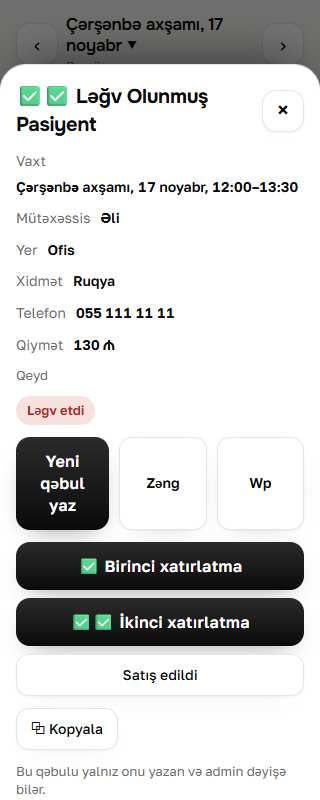 ‹
Çərşənbə axşamı, 17
noyabr ▼
›
✅ ✅ Ləğv Olunmuş
Pasiyent
×
Vaxt
Çərşənbə axşamı, 17 noyabr, 12:00–13:30
Mütəxəssis Əli
Yer Ofis
Xidmət Ruqya
Telefon 055 111 11 11
Qiymət 130 ₼
Qeyd
Ləgv etdi
Yeni
qəbul
yaz
Zəng
Wp
✅ Birinci xatırlatma
✅ ✅ İkinci xatırlatma
Satış edildi
Kopyala
Bu qəbulu yalnız onu yazan və admin dəyişə
bilər.